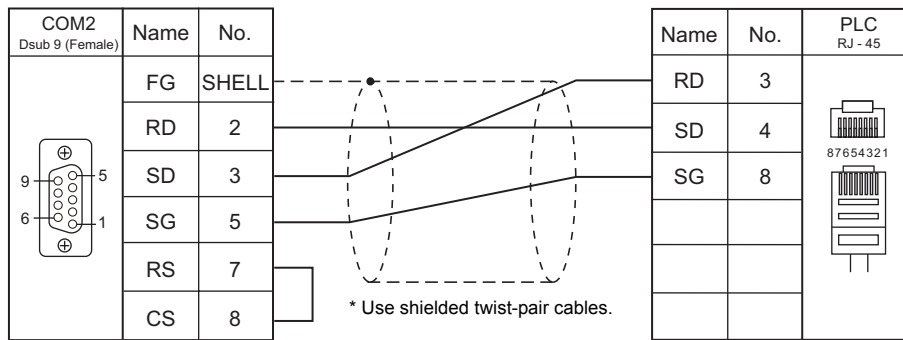 COM2 Name No. Name No. PLC
Dsub 9 (Female) RJ - 45
FG SHELL RD 3
RD 2 SD 4
87654321
9 5 SD 3 SG 8
6 1 SG 5
RS 7
* Use shielded twist-pair cables.
CS 8